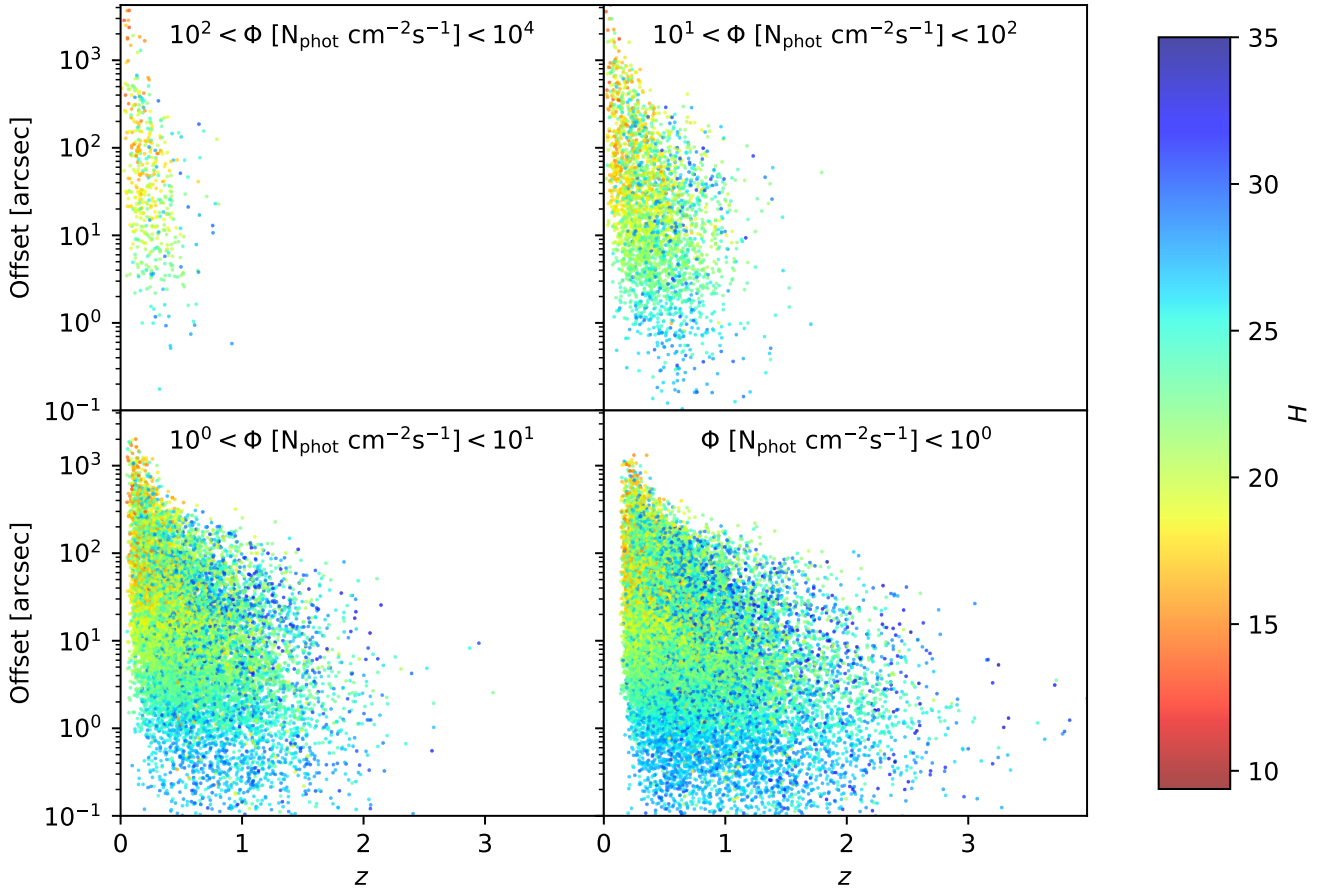 10² < Φ [N_phot cm⁻²s⁻¹] < 10⁴
10¹ < Φ [N_phot cm⁻²s⁻¹] < 10²
Offset [arcsec]
10³
10²
10¹
10⁰
10⁻¹
10⁰ < Φ [N_phot cm⁻²s⁻¹] < 10¹
Φ [N_phot cm⁻²s⁻¹] < 10⁰
Offset [arcsec]
10³
10²
10¹
10⁰
10⁻¹
0 1 2 3 0 1 2 3
z z
35
30
25
20
15
10
H